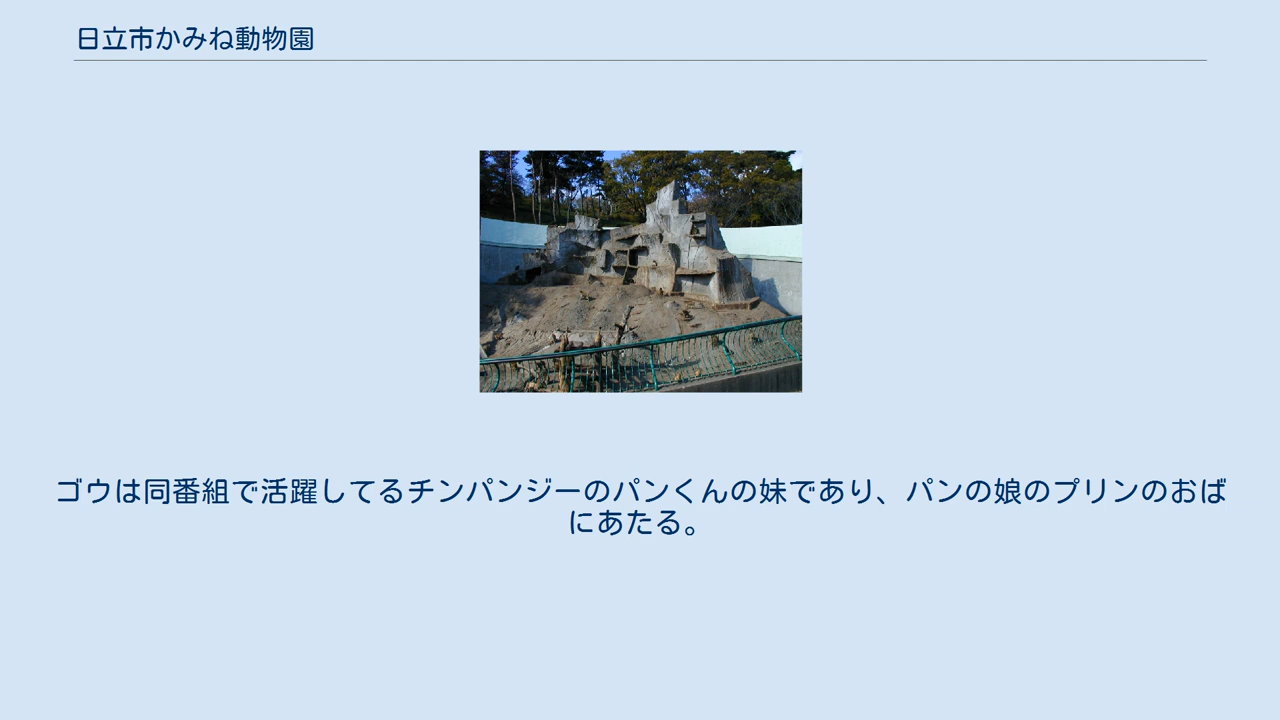 日立市かみね動物園
ゴウは同番組で活躍してるチンパンジーのパンくんの妹であり、パンの娘のプリンのおば
にあたる。